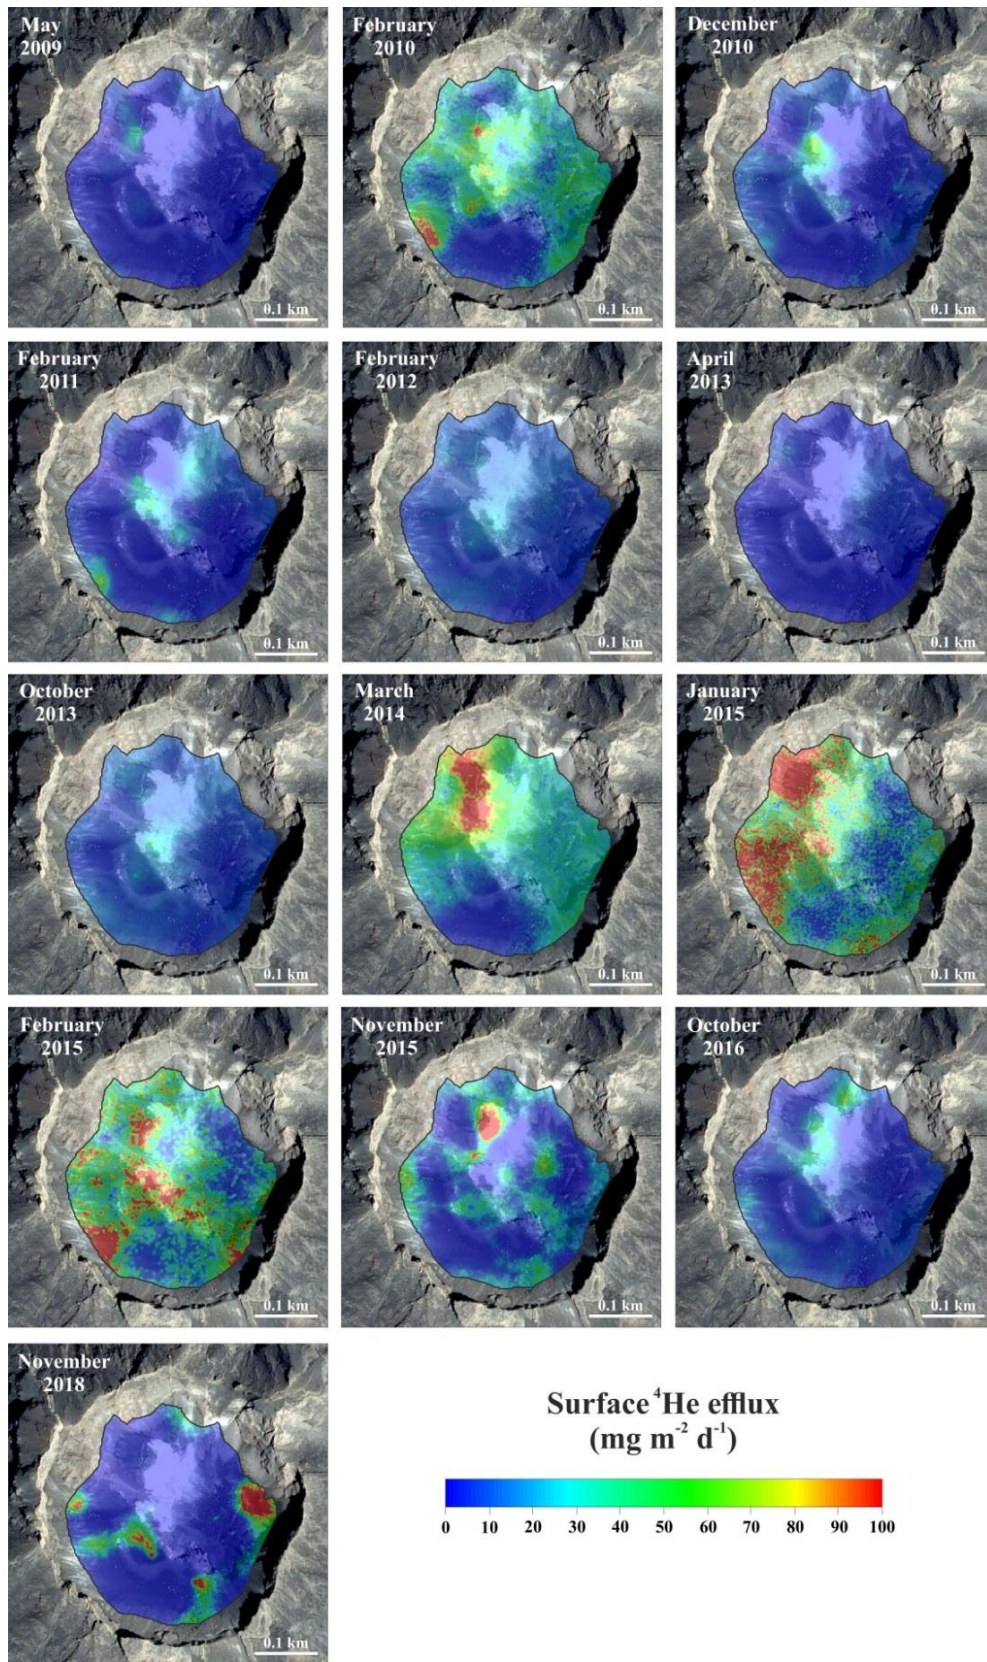 May
2009
0.1 km
February
2010
0.1 km
December
2010
0.1 km
February
2011
0.1 km
February
2012
0.1 km
April
2013
0.1 km
October
2013
0.1 km
March
2014
0.1 km
January
2015
0.1 km
February
2015
0.1 km
November
2015
0.1 km
October
2016
0.1 km
November
2018
0.1 km
Surface ⁴He efflux
(mg m⁻² d⁻¹)
0 10 20 30 40 50 60 70 80 90 100